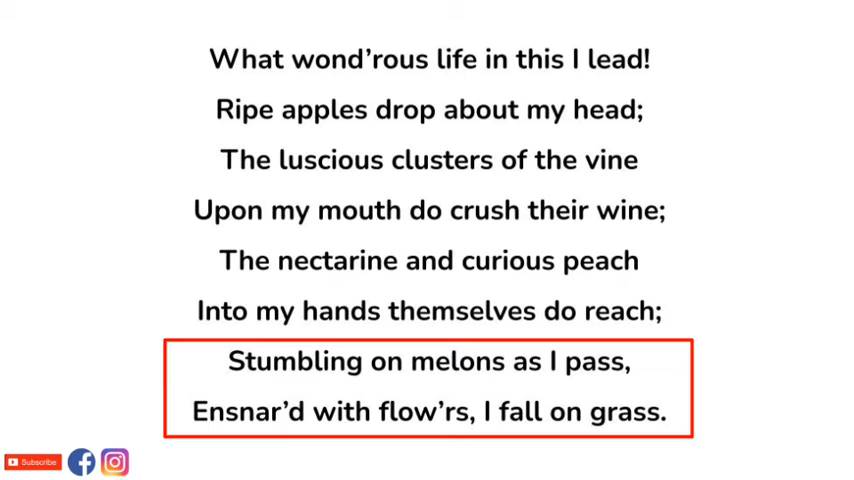 What wond’rous life in this I lead!
Ripe apples drop about my head;
The luscious clusters of the vine
Upon my mouth do crush their wine;
The nectarine and curious peach
Into my hands themselves do reach;
Stumbling on melons as I pass,
Ensnar’d with flow’rs, I fall on grass.
Subscribe